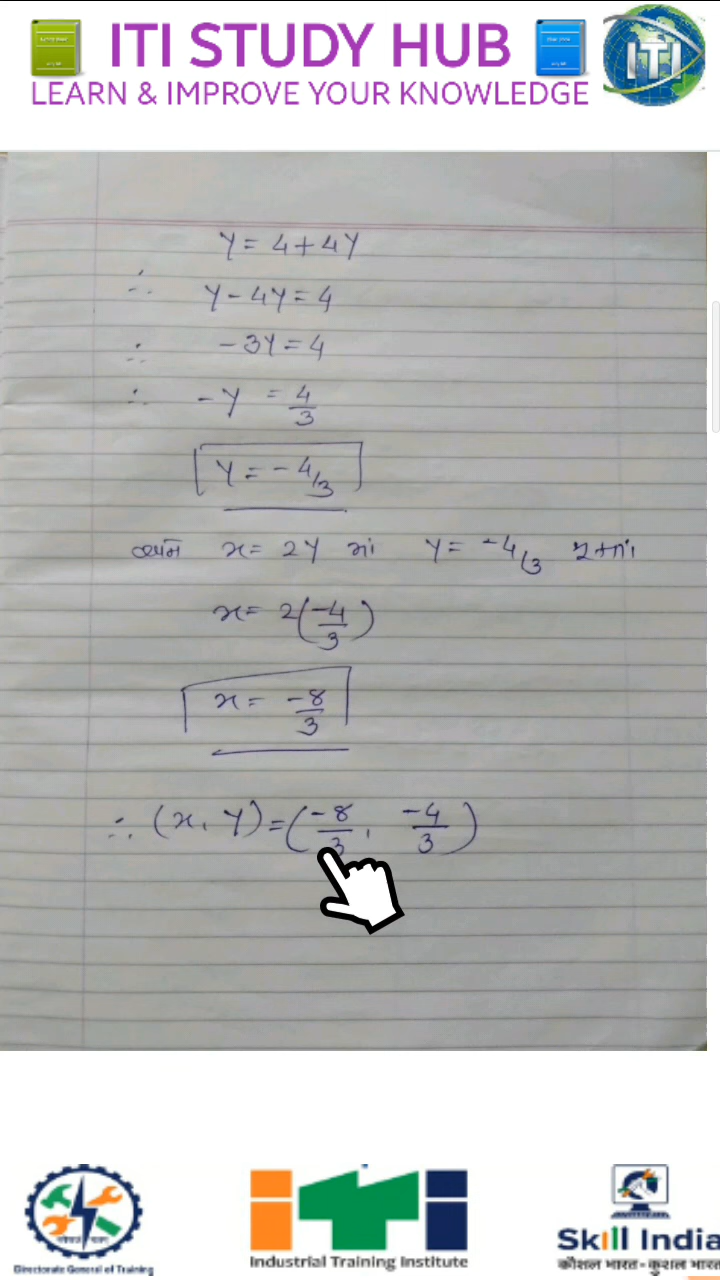 ITI STUDY HUB
LEARN & IMPROVE YOUR KNOWLEDGE
ITI
Y = 4 + 4Y
∴ Y - 4Y = 4
∴ - 3Y = 4
∴ - Y = 4/3
Y = - 4/3
x = 2Y માં Y = -4/3
x = 2(-4/3)
x = -8/3
∴ (x, Y) = (-8/3, -4/3)
Directorate General of Training
Industrial Training Institute
Skill India
कौशल भारत - कुशल भारत